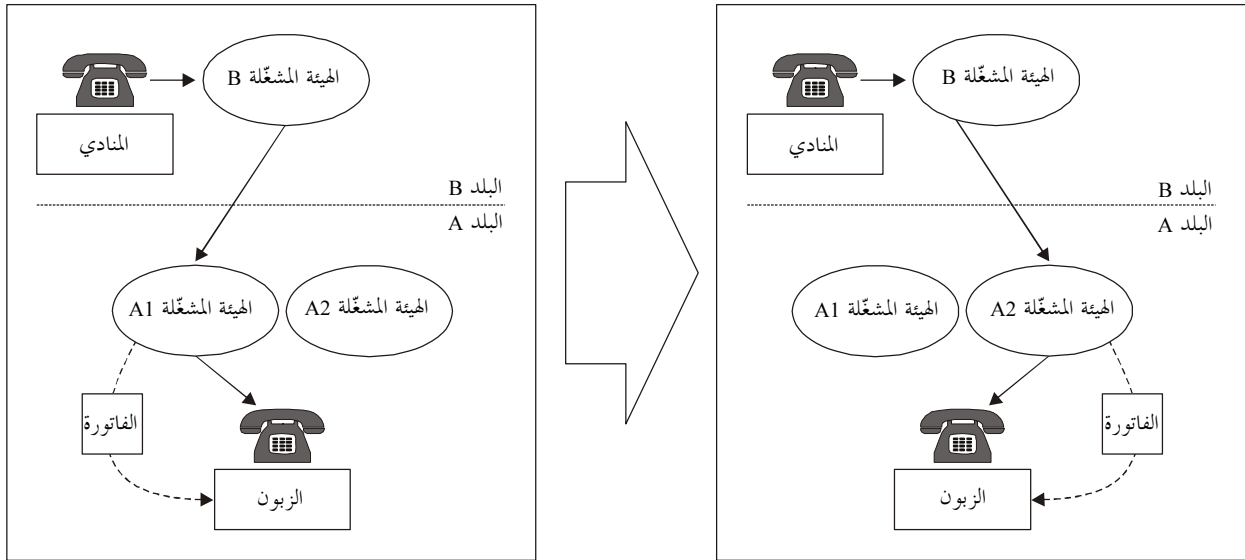 الهيئة المشغّلة B
المنادي
البلد B
البلد A
الهيئة المشغّلة A1
الهيئة المشغّلة A2
الفاتورة
الزبون
الهيئة المشغّلة B
المنادي
البلد B
البلد A
الهيئة المشغّلة A1
الهيئة المشغّلة A2
الفاتورة
الزبون